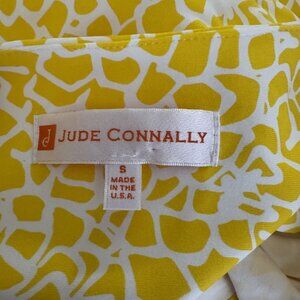 J JUDE CONNALLY
S
MADE
IN THE
U.S.A.